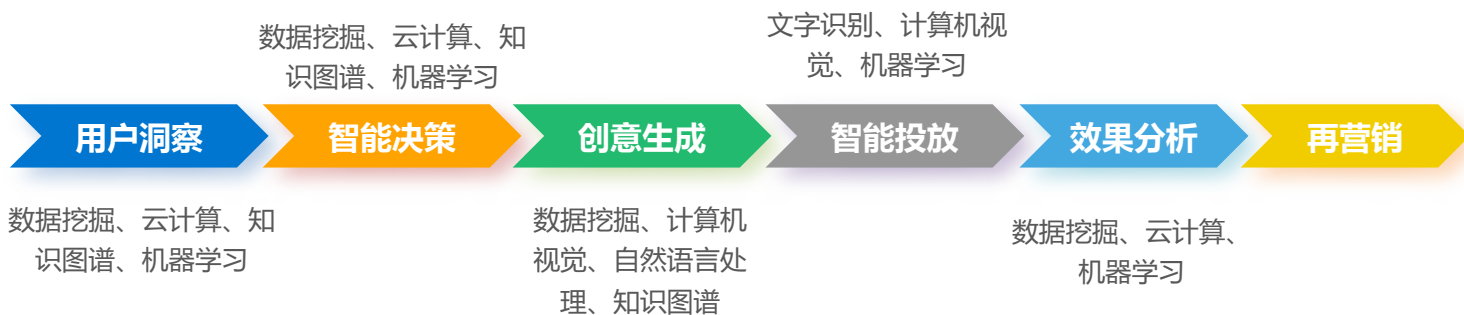 数据挖掘、云计算、知
识图谱、机器学习
文字识别、计算机视
觉、机器学习
用户洞察
智能决策
创意生成
智能投放
效果分析
再营销
数据挖掘、云计算、知
识图谱、机器学习
数据挖掘、计算机
视觉、自然语言处
理、知识图谱
数据挖掘、云计算、
机器学习